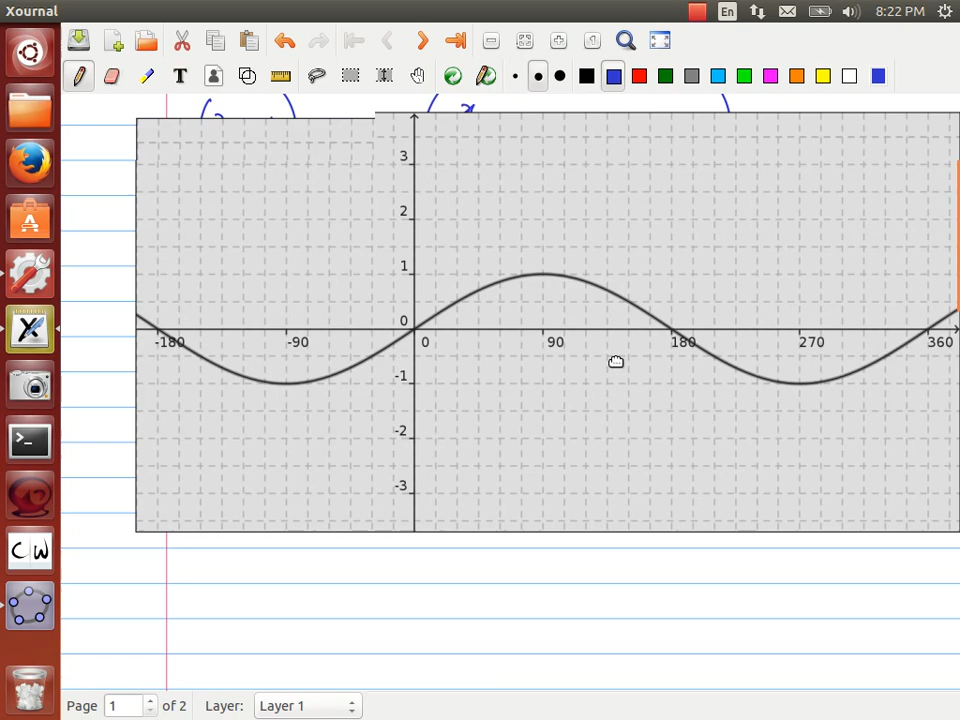 Xournal
En
8:22 PM
T
3
2
1
0
-180 -90 0 90 180 270 360
-1
-2
-3
>_
CW
Page 1 of 2 Layer: Layer 1